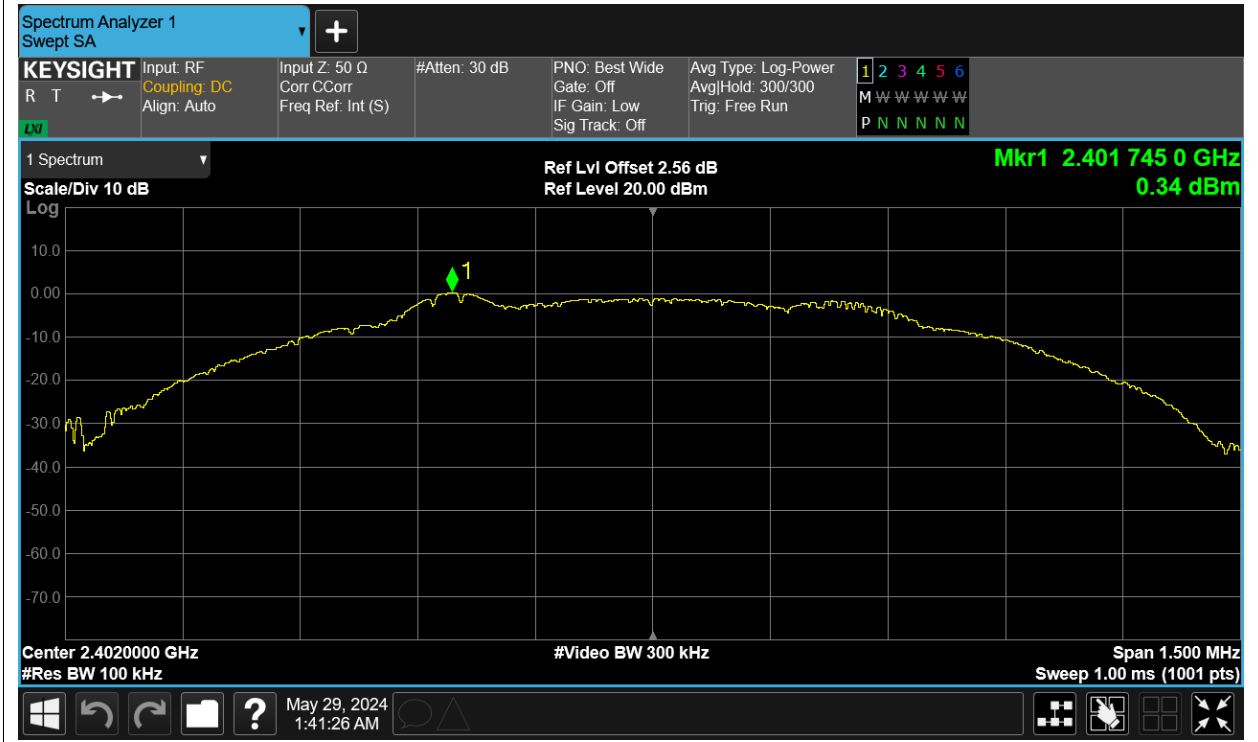 Spectrum Analyzer 1
Swept SA
+
KEYSIGHT
R T
LXI
Input: RF
Coupling: DC
Align: Auto
Input Z: 50 Ω
Corr CCorr
Freq Ref: Int (S)
#Atten: 30 dB
PNO: Best Wide
Gate: Off
IF Gain: Low
Sig Track: Off
Avg Type: Log-Power
Avg|Hold: 300/300
Trig: Free Run
1 2 3 4 5 6
M W W W W W
P N N N N N
1 Spectrum
Scale/Div 10 dB
Log
Ref Lvl Offset 2.56 dB
Ref Level 20.00 dBm
Mkr1 2.401 745 0 GHz
0.34 dBm
10.0
1
0.00
-10.0
-20.0
-30.0
-40.0
-50.0
-60.0
-70.0
Center 2.4020000 GHz
#Video BW 300 kHz
Span 1.500 MHz
#Res BW 100 kHz
Sweep 1.00 ms (1001 pts)
?
May 29, 2024
1:41:26 AM